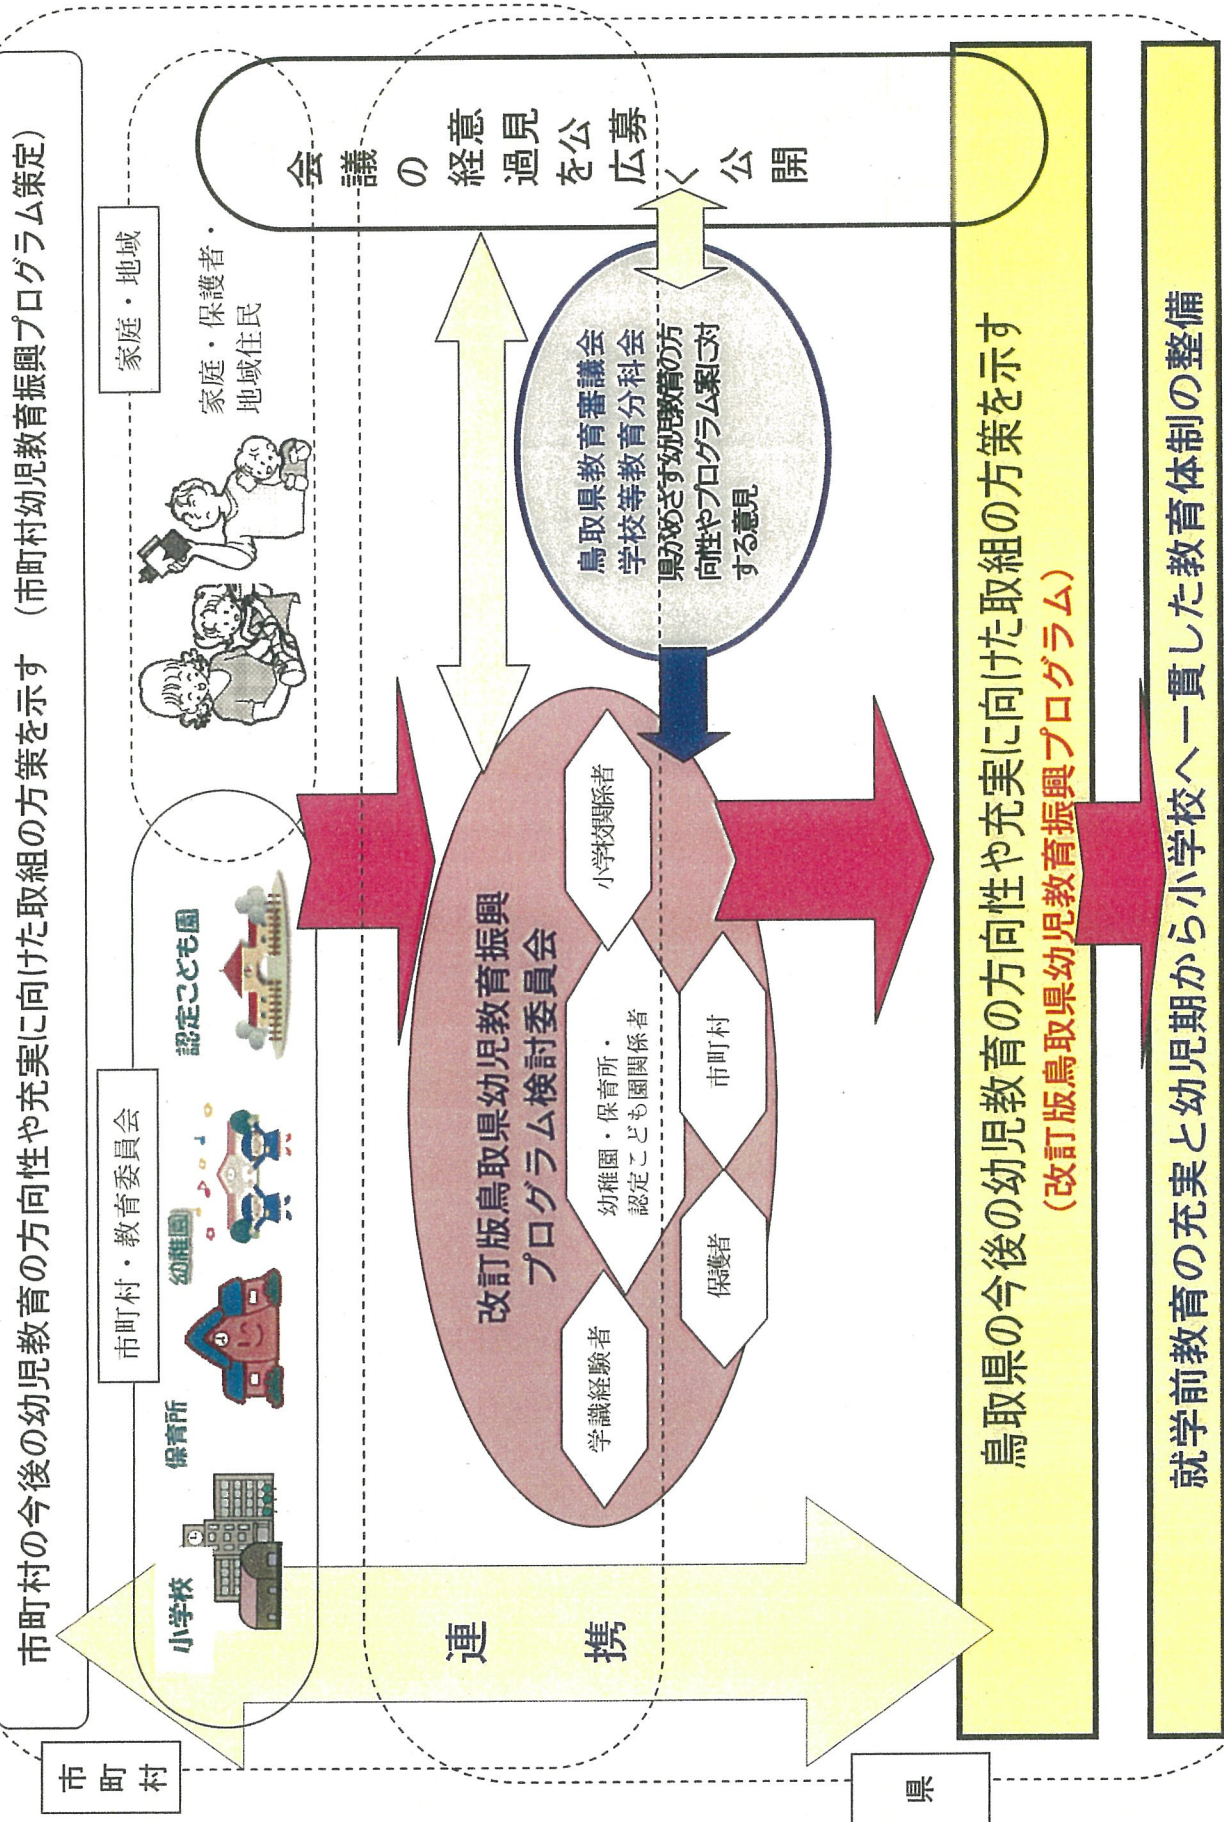 市町村
市町村の今後の幼児教育の方向性や充実に向けた取組の方策を示す （市町村幼児教育振興プログラム策定）
市町村・教育委員会
家庭・地域
小学校
保育所
幼稚園
認定こども園
家庭・保護者・
地域住民
連携
改訂版鳥取県幼児教育振興
プログラム検討委員会
学識経験者
幼稚園・保育所・
認定こども園関係者
小学校関係者
保護者
市町村
鳥取県教育審議会
学校等教育分科会
県がめざす幼児教育の方
向性やプログラム案に対
する意見
会議の経過を広く公開
意見公募
県
鳥取県の今後の幼児教育の方向性や充実に向けた取組の方策を示す
（改訂版鳥取県幼児教育振興プログラム）
就学前教育の充実と幼児期から小学校へ一貫した教育体制の整備